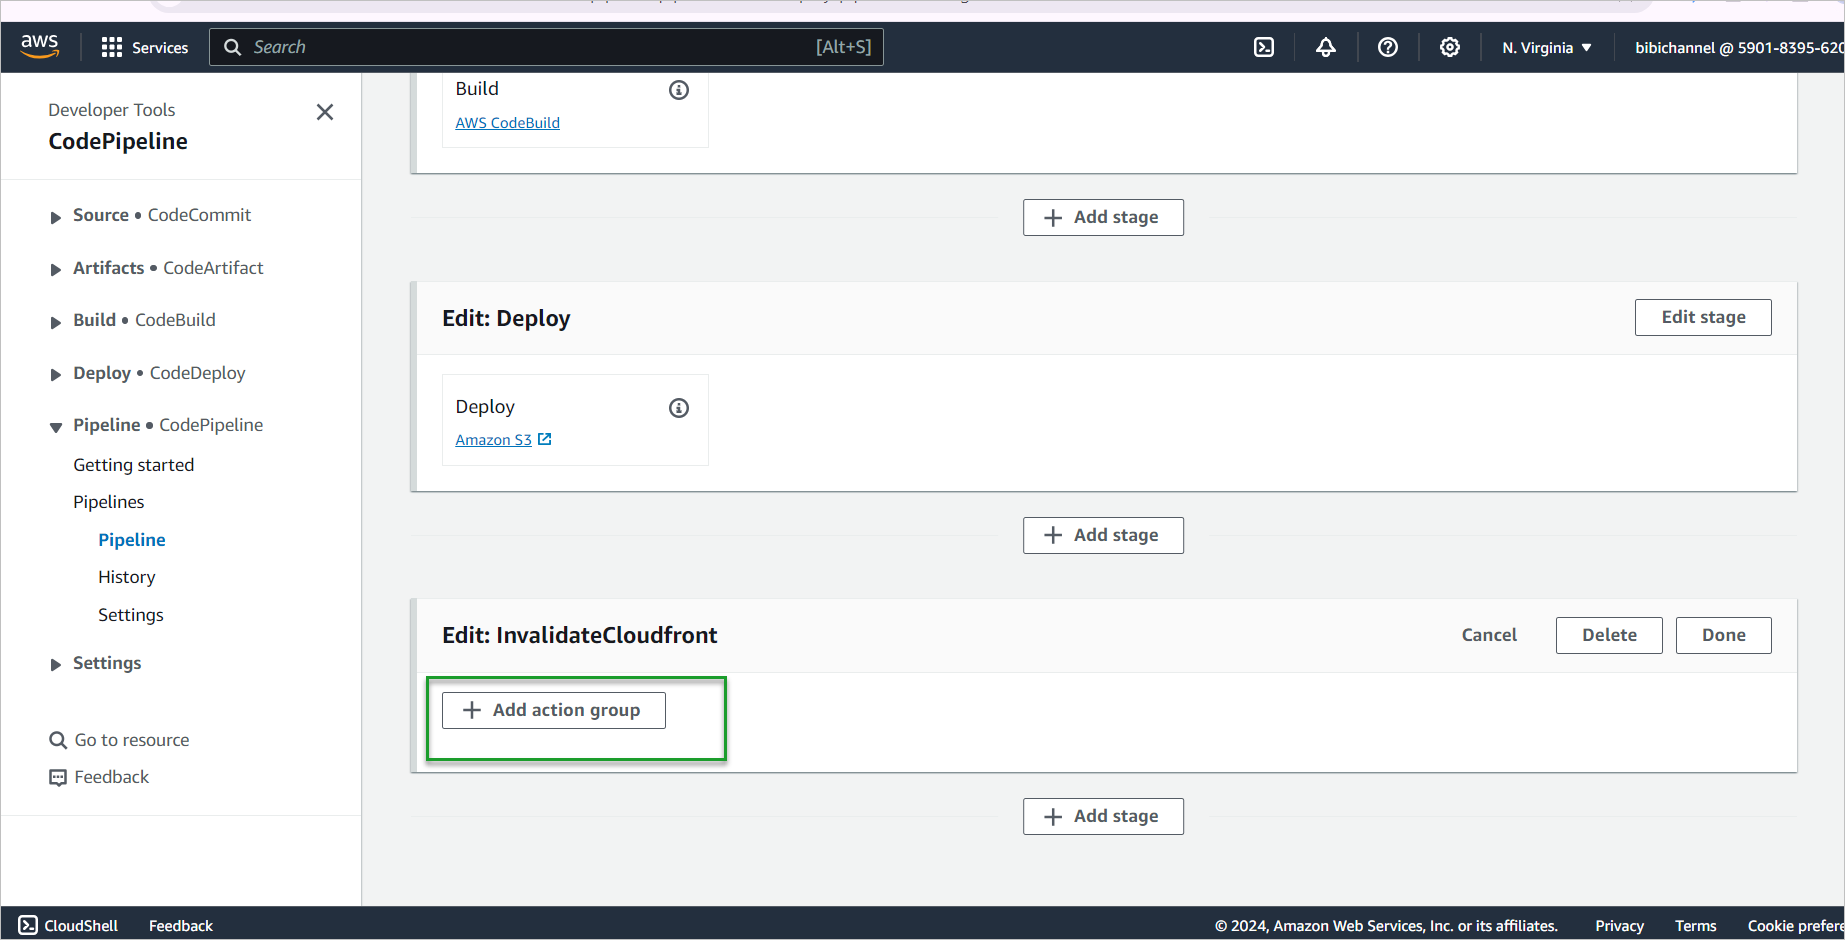 aws
Services
Search
[Alt+S]
N. Virginia
bibichannel @ 5901-8395-620
Developer Tools
CodePipeline
Source • CodeCommit
Artifacts • CodeArtifact
Build • CodeBuild
Deploy • CodeDeploy
Pipeline • CodePipeline
Getting started
Pipelines
Pipeline
History
Settings
Settings
Go to resource
Feedback
Build
AWS CodeBuild
Add stage
Edit: Deploy
Edit stage
Deploy
Amazon S3
Add stage
Edit: InvalidateCloudfront
Cancel
Delete
Done
Add action group
Add stage
CloudShell
Feedback
© 2024, Amazon Web Services, Inc. or its affiliates.
Privacy
Terms
Cookie prefere